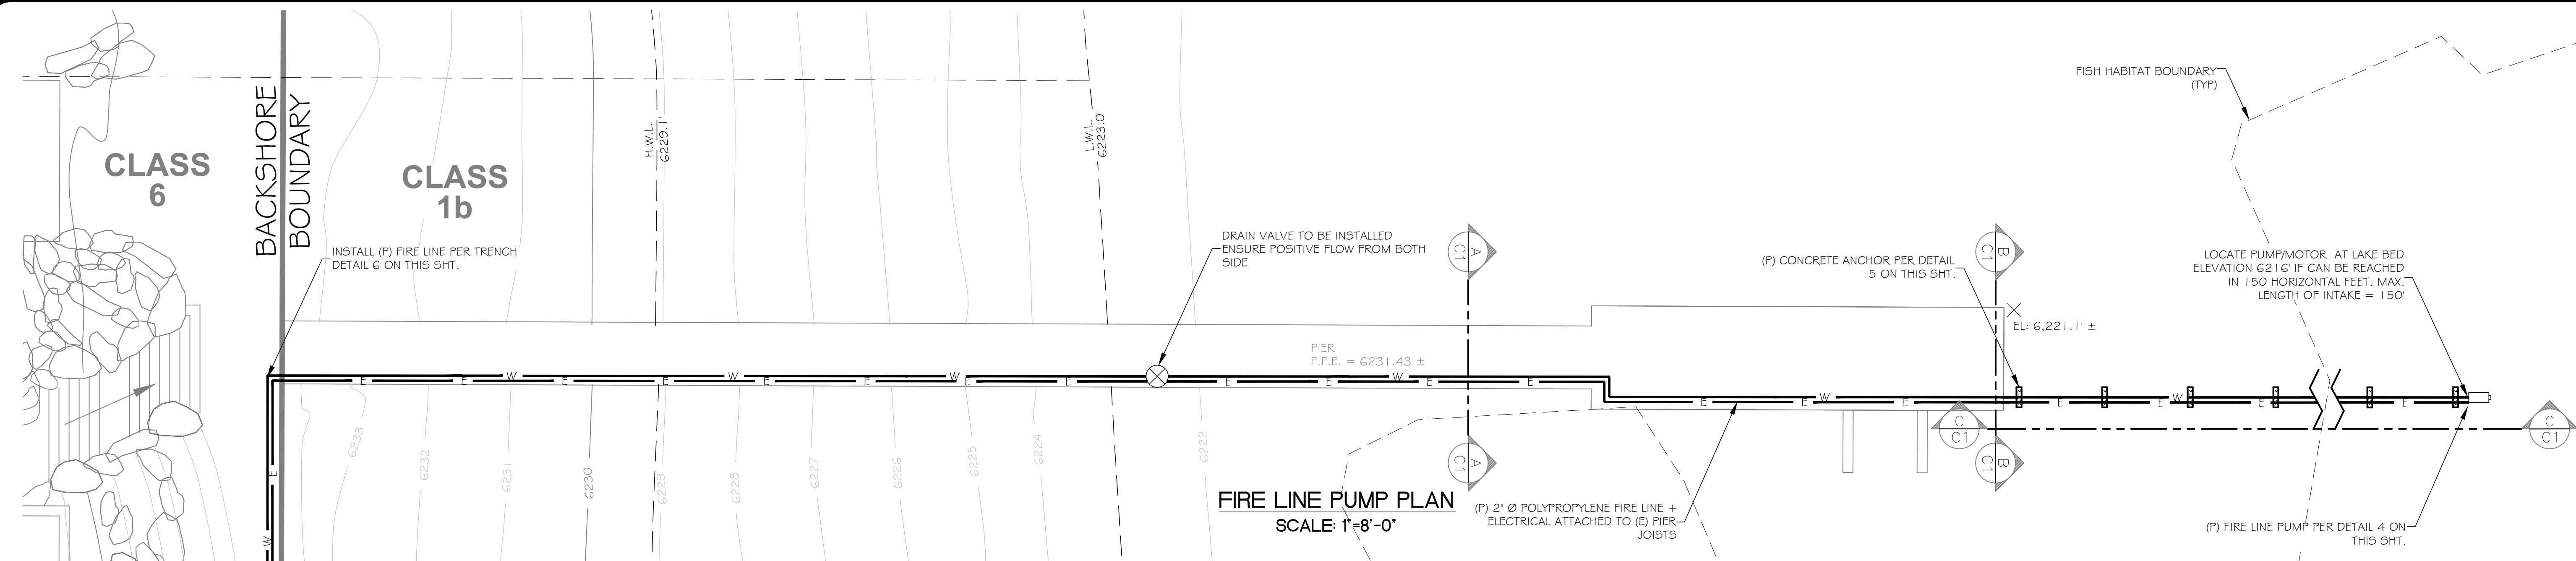 FISH HABITAT BOUNDARY
(TYP)
BACKSHORE
BOUNDARY
H.W.L.
6229.1'
L.W.L.
6223.0'
CLASS
6
CLASS
1b
INSTALL (P) FIRE LINE PER TRENCH
DETAIL 6 ON THIS SHT.
DRAIN VALVE TO BE INSTALLED
ENSURE POSITIVE FLOW FROM BOTH
SIDE
A
C1
(P) CONCRETE ANCHOR PER DETAIL
5 ON THIS SHT.
B
C1
LOCATE PUMP/MOTOR AT LAKE BED
ELEVATION 6216' IF CAN BE REACHED
IN 150 HORIZONTAL FEET. MAX.
LENGTH OF INTAKE = 150'
EL: 6,221.1' ±
PIER
F.F.E. = 6231.43 ±
E E W E E W E E W E E E E W E E
E E W E E W E E
W E
C
C1
C
C1
A
C1
B
C1
6233
6232
6231
6230
6229
6228
6227
6226
6225
6224
6222
FIRE LINE PUMP PLAN
SCALE: 1"=8'-0"
(P) 2" Ø POLYPROPYLENE FIRE LINE +
ELECTRICAL ATTACHED TO (E) PIER
JOISTS
(P) FIRE LINE PUMP PER DETAIL 4 ON
THIS SHT.